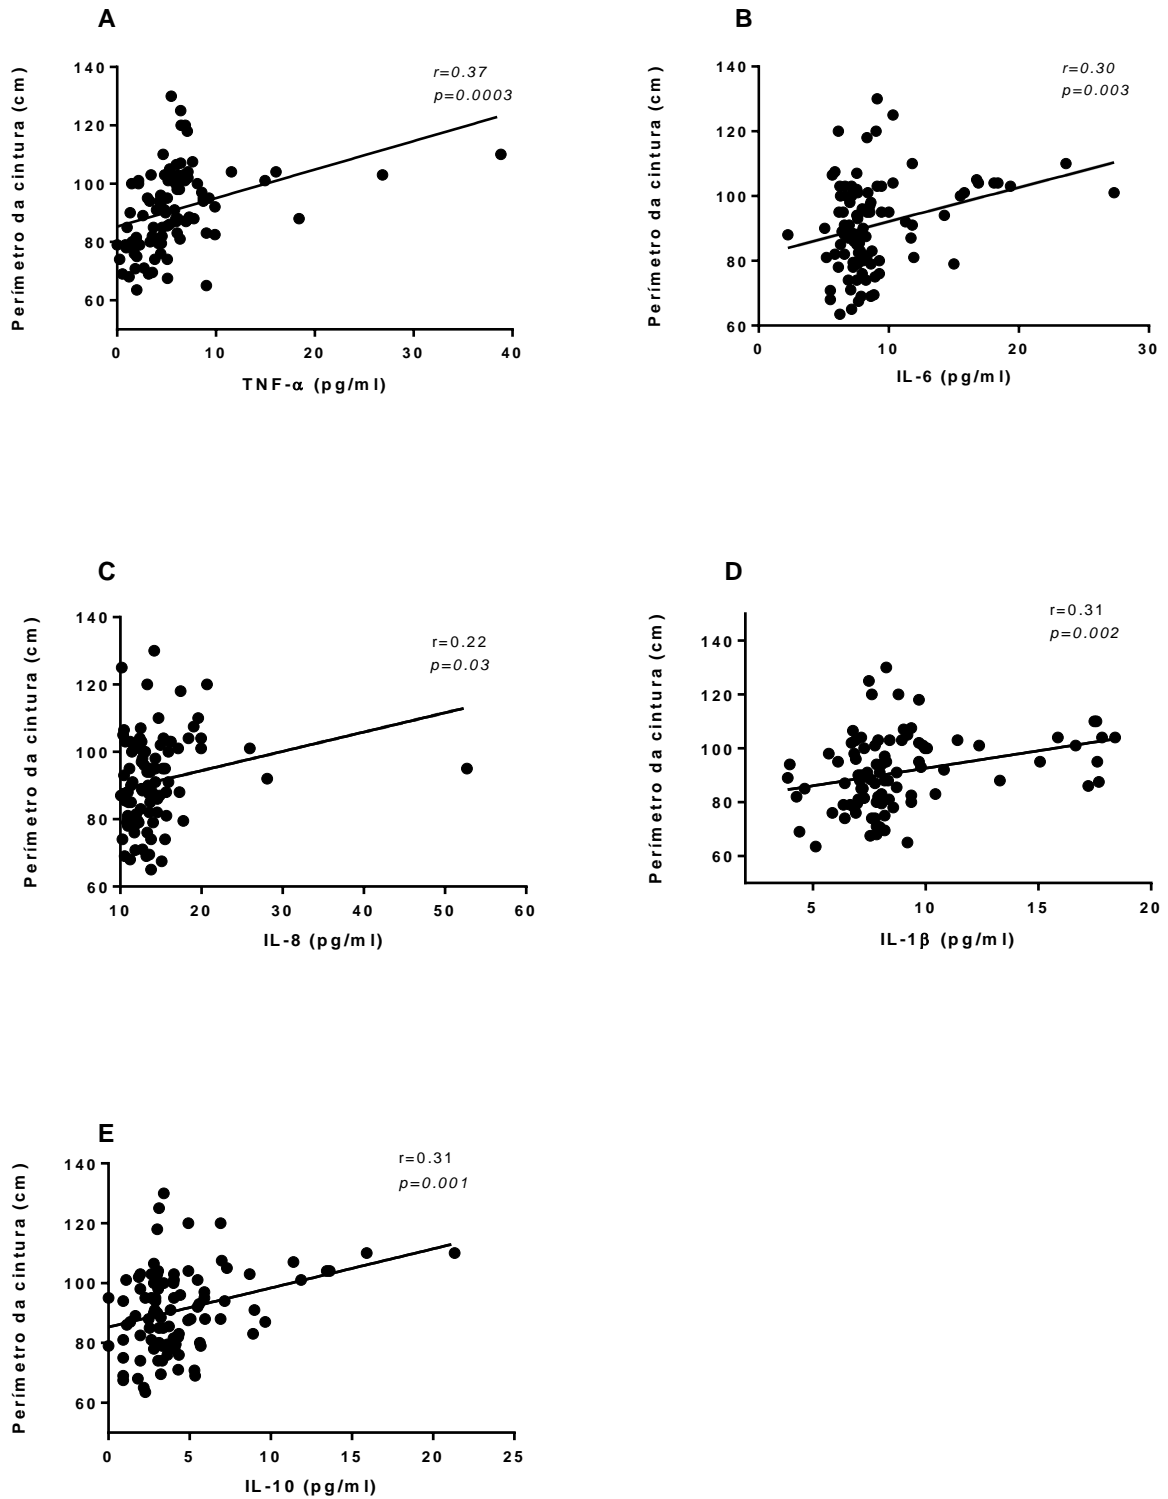 A
Perímetro da cintura (cm)
140
120
100
80
60
0 10 20 30 40
TNF-α (pg/ml)
r=0.37
p=0.0003
B
Perímetro da cintura (cm)
140
120
100
80
60
0 10 20 30
IL-6 (pg/ml)
r=0.30
p=0.003
C
Perímetro da cintura (cm)
140
120
100
80
60
10 20 30 40 50 60
IL-8 (pg/ml)
r=0.22
p=0.03
D
Perímetro da cintura (cm)
140
120
100
80
60
5 10 15 20
IL-1β (pg/ml)
r=0.31
p=0.002
E
Perímetro da cintura (cm)
140
120
100
80
60
0 5 10 15 20 25
IL-10 (pg/ml)
r=0.31
p=0.001